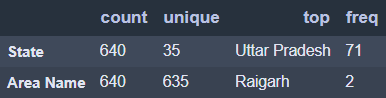 count unique top freq
State 640 35 Uttar Pradesh 71
Area Name 640 635 Raigarh 2